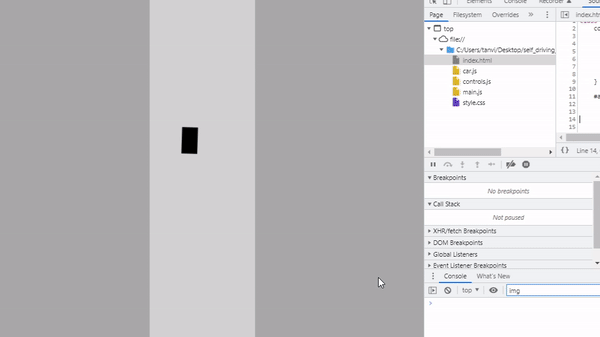 Elements Console Recorder
Page Filesystem Overrides » index.htm
top
file://
C:/Users/tanvi/Desktop/self_driving_
index.html
car.js
controls.js
main.js
style.css
2 co
3
4
5
6
7
8
9
10 }
11 #a
12
13
14
15
{} Line 14,
Breakpoints
No breakpoints
Call Stack
Not paused
XHR/fetch Breakpoints
DOM Breakpoints
Global Listeners
Event Listener Breakpoints
Console What's New
top img